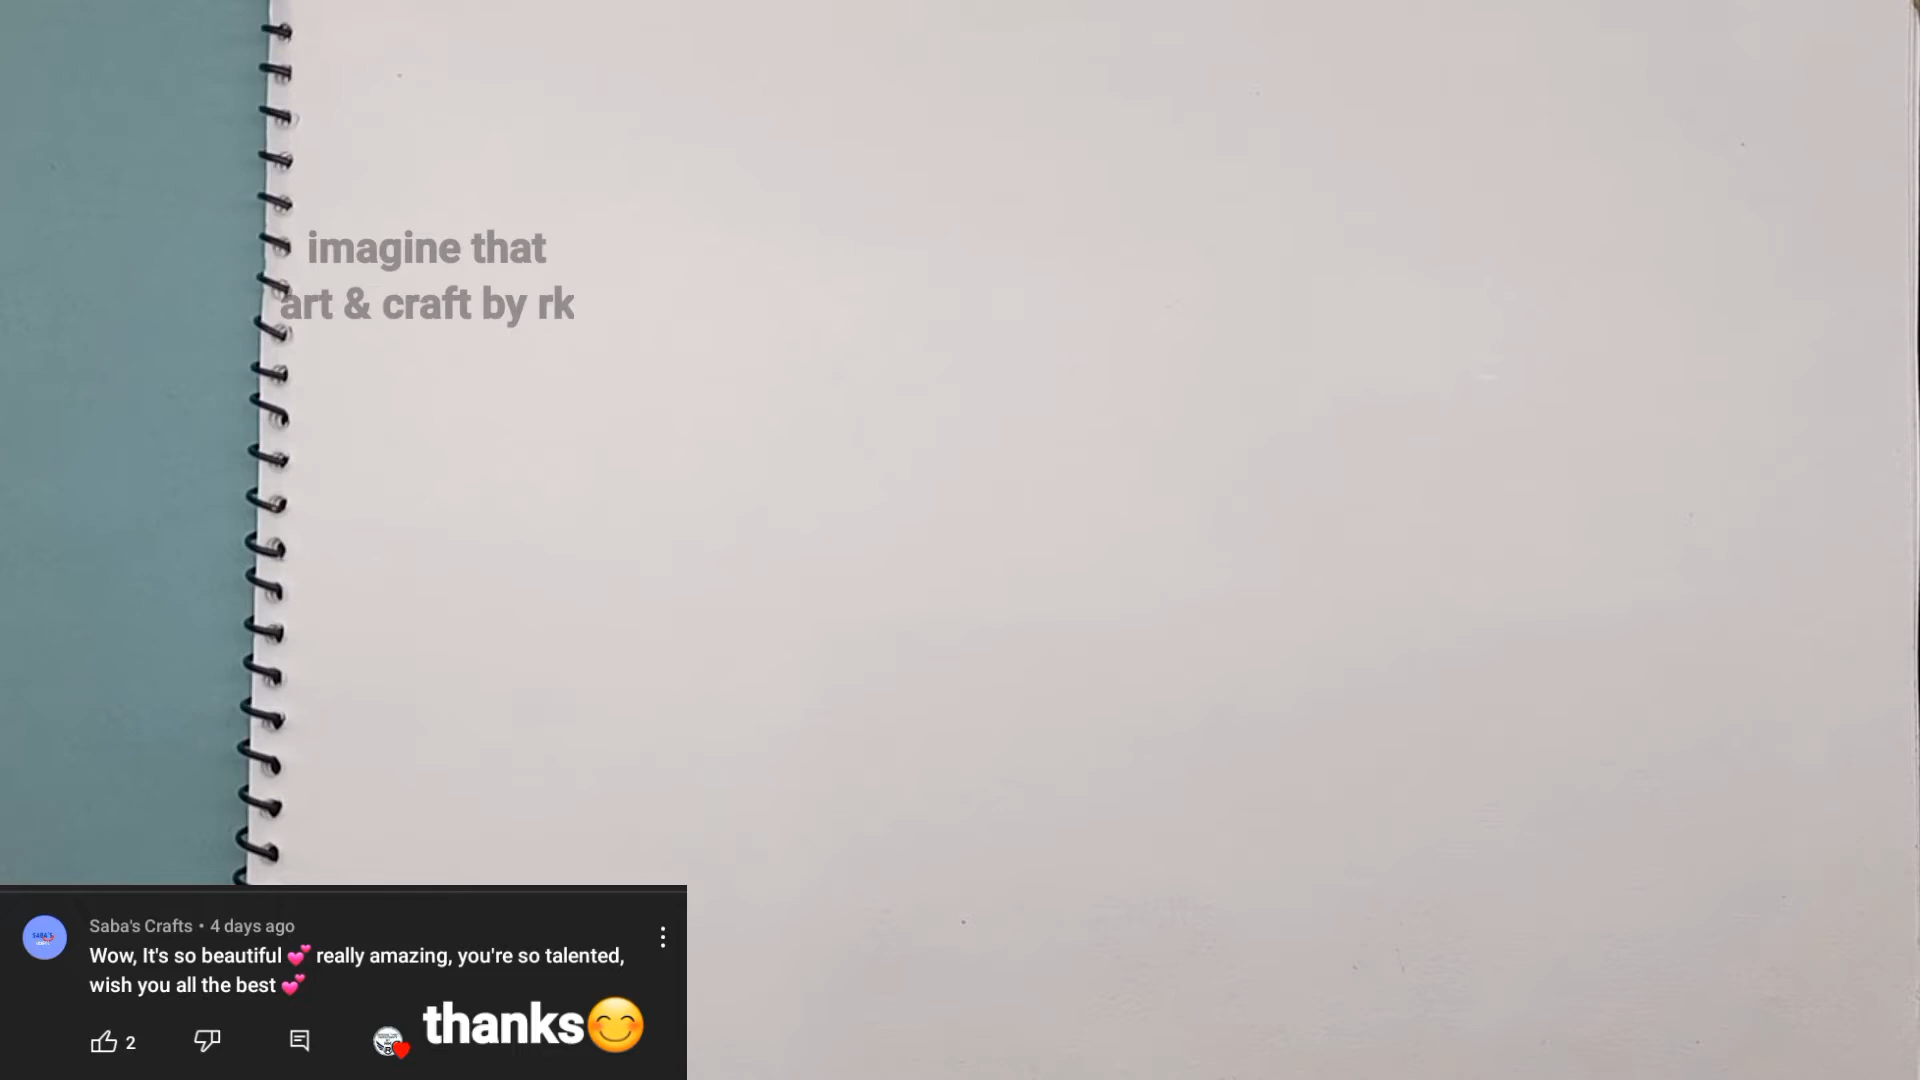 imagine that
art & craft by rk
Saba's Crafts • 4 days ago
Wow, It's so beautiful 💕 really amazing, you're so talented,
wish you all the best 💕
2
thanks😊